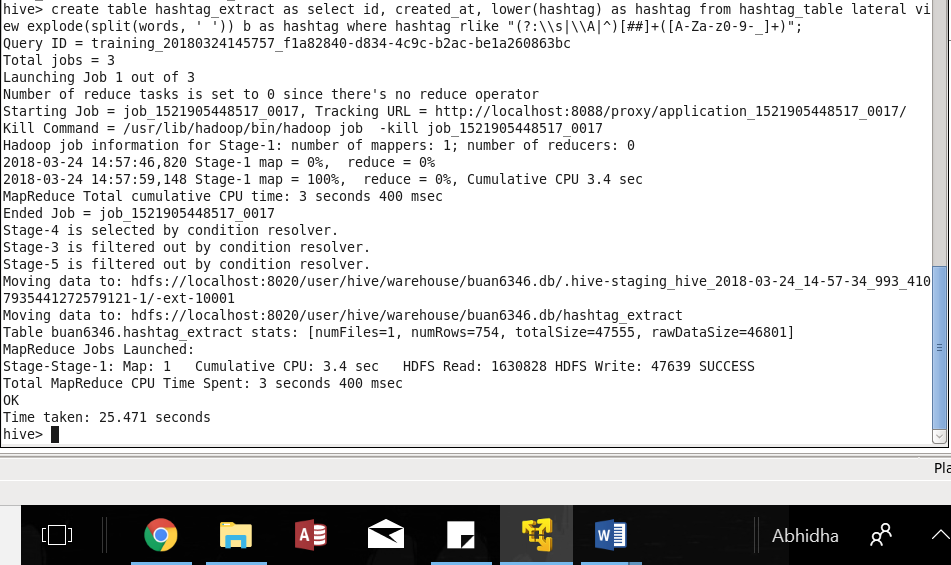 hive> create table hashtag_extract as select id, created_at, lower(hashtag) as hashtag from hashtag_table lateral vi
ew explode(split(words, ' ')) b as hashtag where hashtag rlike "(?:\\s|\\A|^)[##]+([A-Za-z0-9-_]+)";
Query ID = training_20180324145757_f1a82840-d834-4c9c-b2ac-be1a260863bc
Total jobs = 3
Launching Job 1 out of 3
Number of reduce tasks is set to 0 since there's no reduce operator
Starting Job = job_1521905448517_0017, Tracking URL = http://localhost:8088/proxy/application_1521905448517_0017/
Kill Command = /usr/lib/hadoop/bin/hadoop job  -kill job_1521905448517_0017
Hadoop job information for Stage-1: number of mappers: 1; number of reducers: 0
2018-03-24 14:57:46,820 Stage-1 map = 0%,  reduce = 0%
2018-03-24 14:57:59,148 Stage-1 map = 100%,  reduce = 0%, Cumulative CPU 3.4 sec
MapReduce Total cumulative CPU time: 3 seconds 400 msec
Ended Job = job_1521905448517_0017
Stage-4 is selected by condition resolver.
Stage-3 is filtered out by condition resolver.
Stage-5 is filtered out by condition resolver.
Moving data to: hdfs://localhost:8020/user/hive/warehouse/buan6346.db/.hive-staging_hive_2018-03-24_14-57-34_993_410
7935441272579121-1/-ext-10001
Moving data to: hdfs://localhost:8020/user/hive/warehouse/buan6346.db/hashtag_extract
Table buan6346.hashtag_extract stats: [numFiles=1, numRows=754, totalSize=47555, rawDataSize=46801]
MapReduce Jobs Launched:
Stage-Stage-1: Map: 1   Cumulative CPU: 3.4 sec   HDFS Read: 1630828 HDFS Write: 47639 SUCCESS
Total MapReduce CPU Time Spent: 3 seconds 400 msec
OK
Time taken: 25.471 seconds
hive>
Pla
Abhidha